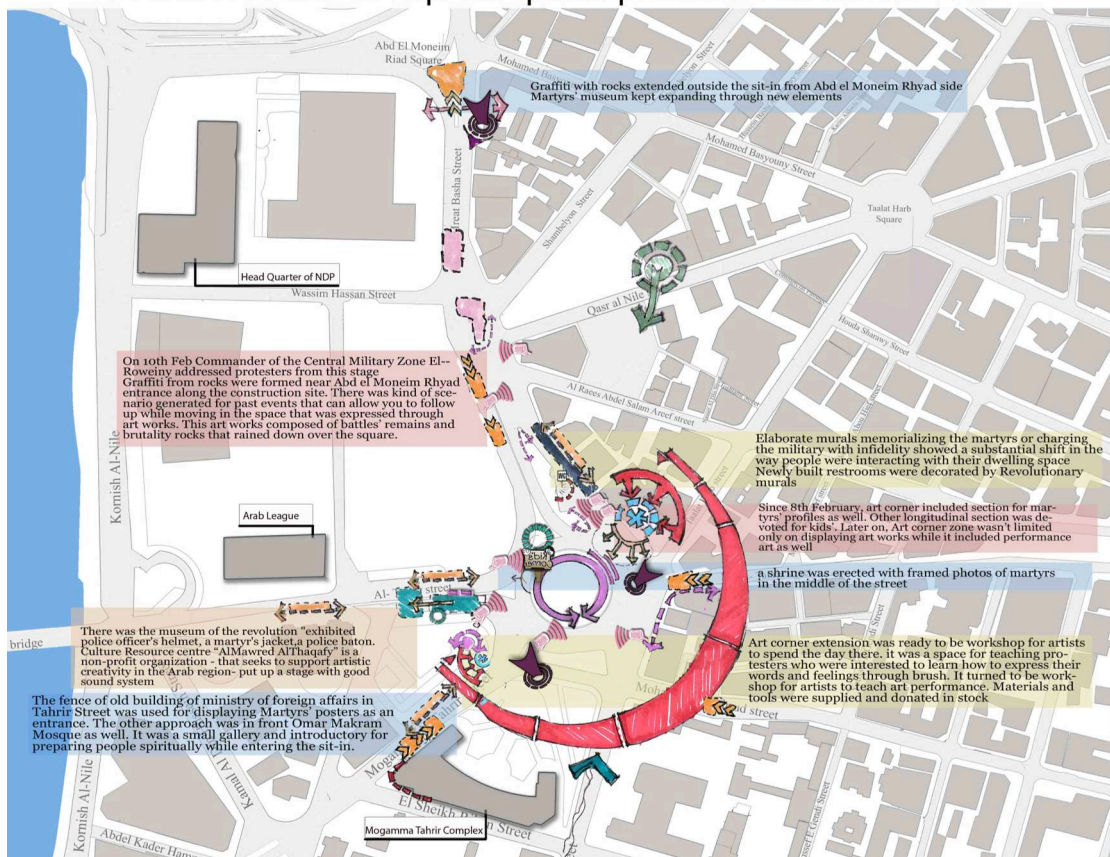 Abd El Moneim
Riad Square
Graffiti with rocks extended outside the sit-in from Abd el Moneim Rhyad side
Martyrs' museum kept expanding through new elements
Mohamed Basyouny Street
Shambelyon Street
Taalat Harb
Square
reat Basha Street
Shambelyon Street
Head Quarter of NDP
Wassim Hassan Street
Qasr al Nile
Houda Sharawy Street
On 10th Feb Commander of the Central Military Zone El--
Roweiny addressed protesters from this stage
Graffiti from rocks were formed near Abd el Moneim Rhyad
entrance along the construction site. There was kind of sce-
nario generated for past events that can allow you to follow
up while moving in the space that was expressed through
art works. This art works composed of battles' remains and
brutality rocks that rained down over the square.
Al Raees Abdel Salam Areef street
Elaborate murals memorializing the martyrs or charging
the military with infidelity showed a substantial shift in the
way people were interacting with their dwelling space
Newly built restrooms were decorated by Revolutionary
murals
Kornish Al-Nile
Arab League
Since 8th February, art corner included section for mar-
tyrs' profiles as well. Other longitudinal section was de-
voted for kids'. Later on, Art corner zone wasn't limited
only on displaying art works while it included performance
art as well
a shrine was erected with framed photos of martyrs
in the middle of the street
Al-
street
bridge
There was the museum of the revolution "exhibited
police officer's helmet, a martyr's jacket,a police baton.
Culture Resource centre "AlMawred AlThaqafy" is a
non-profit organization - that seeks to support artistic
creativity in the Arab region- put up a stage with good
sound system
Art corner extension was ready to be workshop for artists
to spend the day there. it was a space for teaching pro-
testers who were interested to learn how to express their
words and feelings through brush. It turned to be work-
shop for artists to teach art performance. Materials and
tools were supplied and donated in stock
The fence of old building of ministry of foreign affairs in
Tahrir Street was used for displaying Martyrs' posters as an
entrance. The other approach was in front Omar Makram
Mosque as well. It was a small gallery and introductory for
preparing people spiritually while entering the sit-in.
street
Kornish Al-Nile
El Sheikh
Street
Mogamma Tahrir Complex
Abdel Kader